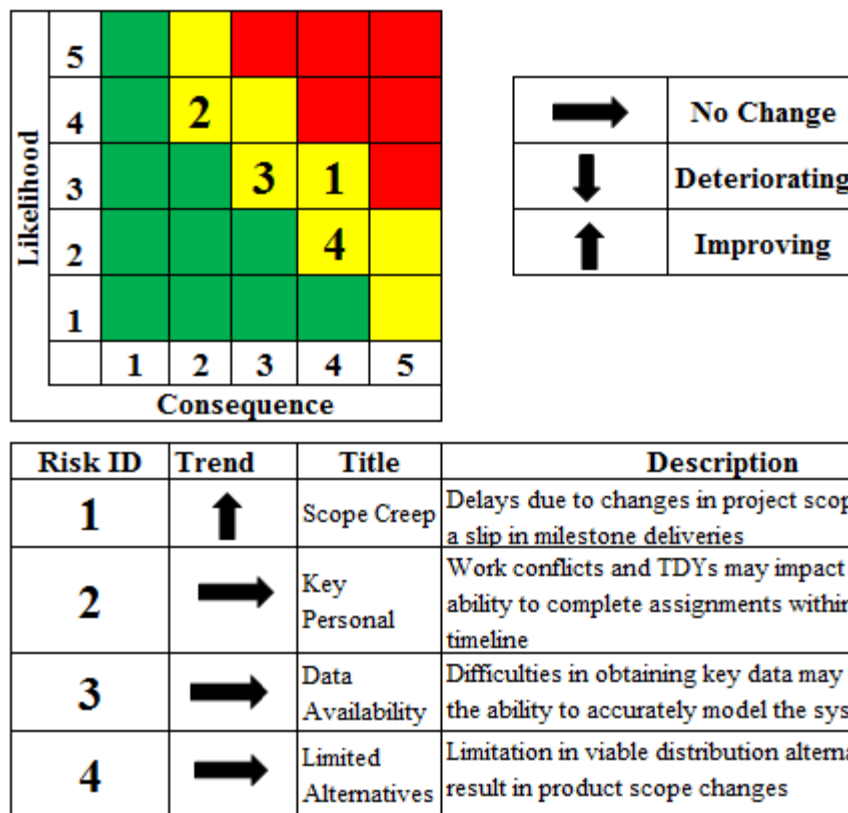 Likelihood
5
4 2
3 3 1
2 4
1
1 2 3 4 5
Consequence
No Change
Deteriorating
Improving
Risk ID Trend Title Description
1 Scope Creep Delays due to changes in project scop
a slip in milestone deliveries
2 Key Personal Work conflicts and TDYs may impact
ability to complete assignments within
timeline
3 Data Availability Difficulties in obtaining key data may
the ability to accurately model the sys
4 Limited Alternatives Limitation in viable distribution alterna
result in product scope changes